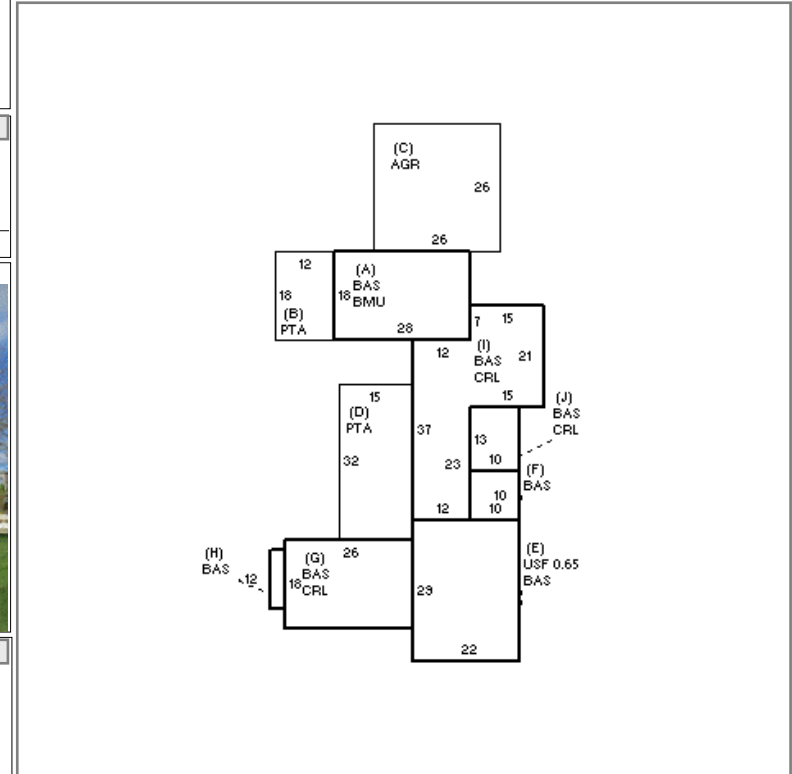 (C)
AGR
26
26
12
18
(B)
PTA
(A)
BAS
18 BMU
28
7 15
12
(I)
BAS
CRL
21
15
(J)
BAS
CRL
15
(D)
PTA
32
37
23
12
13
10
(F)
BAS
10
10
(H)
BAS
12
26
(G)
BAS
18 CRL
29
(E)
USF 0.65
BAS
22